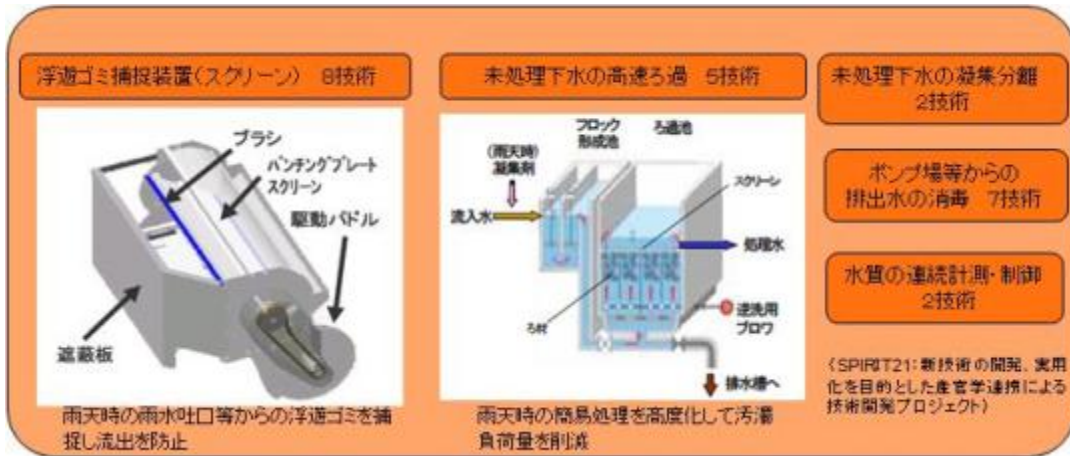 浮遊ゴミ捕捉装置(スクリーン) 8技術
ブラシ
パンチングプレート
スクリーン
駆動パドル
遮蔽板
雨天時の雨水吐口等からの浮遊ゴミを捕
捉し流出を防止
未処理下水の高速ろ過 5技術
フロック
形成池
ろ過池
(雨天時)
凝集剤
スクリーン
流入水
処理水
ろ材
逆洗用
ブロワ
排水槽へ
雨天時の簡易処理を高度化して汚濁
負荷量を削減
未処理下水の凝集分離
2技術
ポンプ場等からの
排出水の消毒 7技術
水質の連続計測・制御
2技術
(SPIRIT21:新技術の開発、実用
化を目的とした産官学連携による
技術開発プロジェクト)